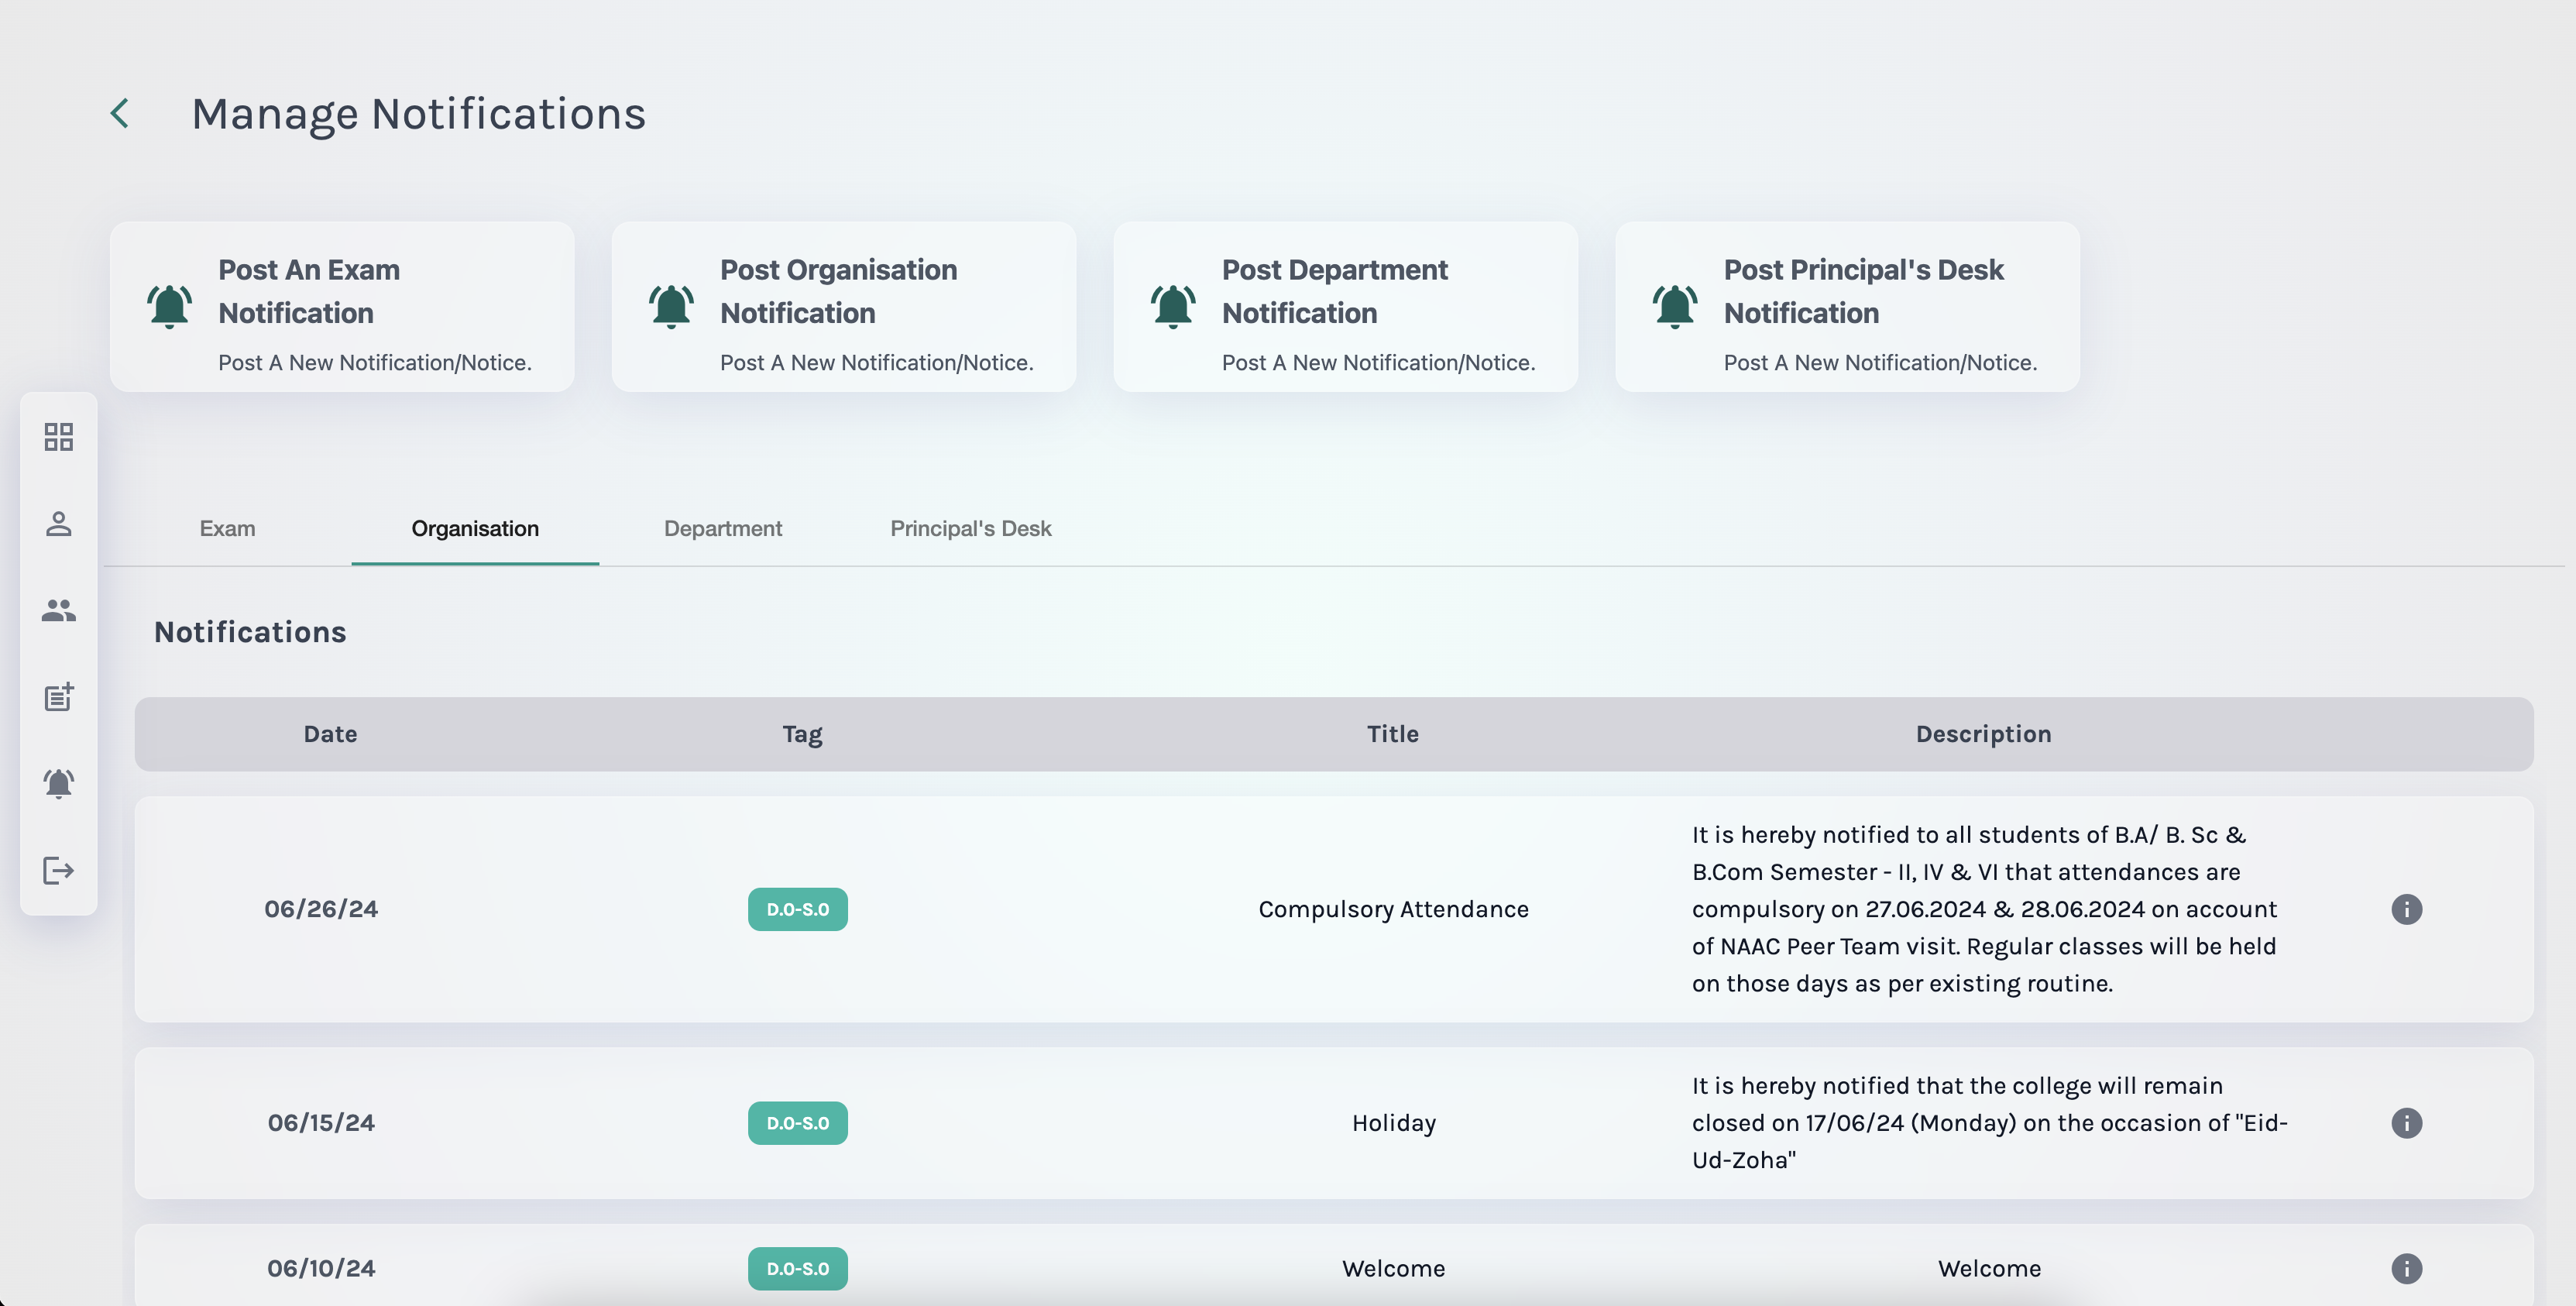 Manage Notifications
Post An Exam
Notification
Post A New Notification/Notice.
Post Organisation
Notification
Post A New Notification/Notice.
Post Department
Notification
Post A New Notification/Notice.
Post Principal's Desk
Notification
Post A New Notification/Notice.
Exam
Organisation
Department
Principal's Desk
Notifications
Date
Tag
Title
Description
06/26/24
D.0-S.0
Compulsory Attendance
It is hereby notified to all students of B.A/ B. Sc &
B.Com Semester - II, IV & VI that attendances are
compulsory on 27.06.2024 & 28.06.2024 on account
of NAAC Peer Team visit. Regular classes will be held
on those days as per existing routine.
06/15/24
D.0-S.0
Holiday
It is hereby notified that the college will remain
closed on 17/06/24 (Monday) on the occasion of "Eid-
Ud-Zoha"
06/10/24
D.0-S.0
Welcome
Welcome